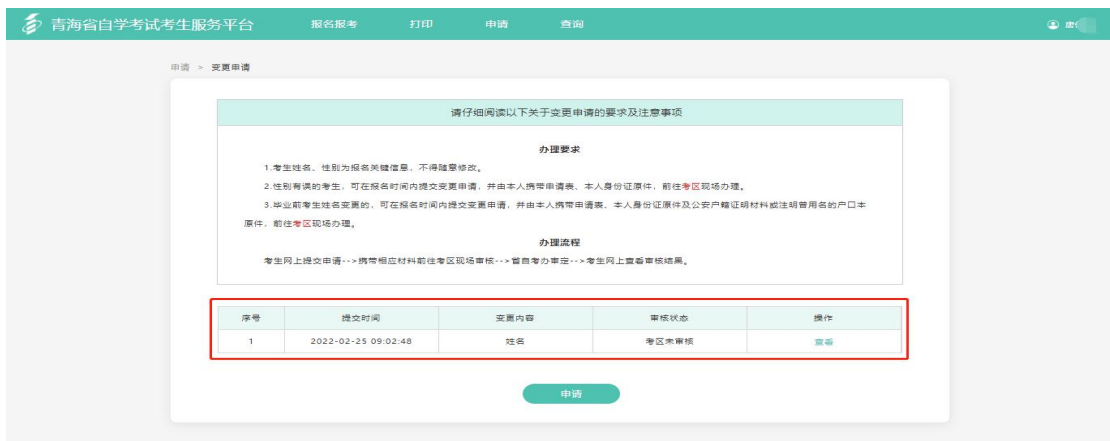 青海省自学考试考生服务平台 报名报考 打印 申请 查询 唐
申请 > 变更申请
请仔细阅读以下关于变更申请的要求及注意事项
办理要求
1.考生姓名、性别为报名关键信息，不得随意修改。
2.性别有误的考生，可在报名时间内提交变更申请，并由本人携带申请表、本人身份证原件，前往考区现场办理。
3.毕业前考生姓名变更的，可在报名时间内提交变更申请，并由本人携带申请表、本人身份证原件及公安户籍证明材料或注明曾用名的户口本
原件，前往考区现场办理。
办理流程
考生网上提交申请-->携带相应材料前往考区现场审核-->省自考办审定-->考生网上查看审核结果。
序号 提交时间 变更内容 审核状态 操作
1 2022-02-25 09:02:48 姓名 考区未审核 查看
申请